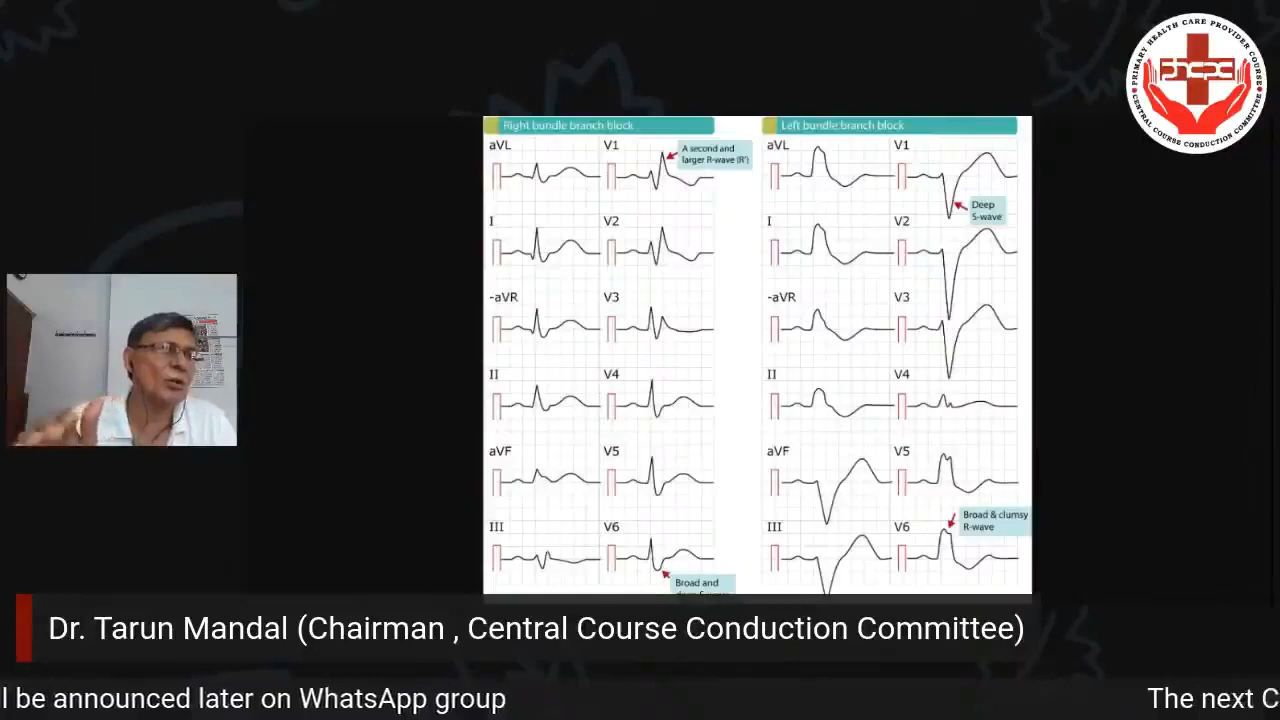 PRIMARY HEALTH CARE PROVIDER COURSE
phcpc
CENTRAL COURSE CONDUCTION COMMITTEE
Right bundle branch block
aVL
V1
A second and
larger R-wave (R')
I
V2
-aVR
V3
II
V4
aVF
V5
III
V6
Broad and
Left bundle branch block
aVL
V1
Deep
S-wave
I
V2
-aVR
V3
II
V4
aVF
V5
Broad & clumsy
R-wave
III
V6
Dr. Tarun Mandal (Chairman , Central Course Conduction Committee)
ll be announced later on WhatsApp group
The next C